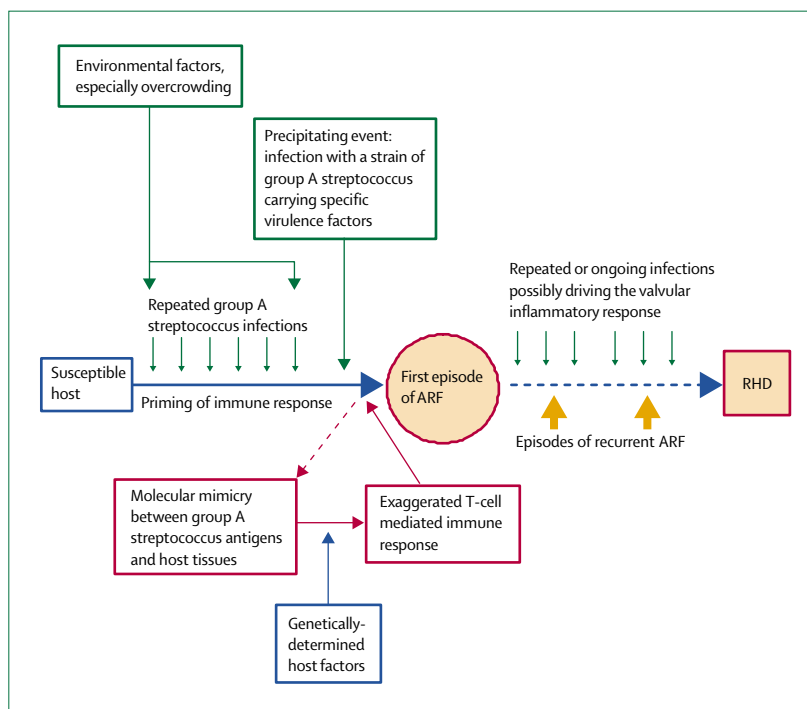 Environmental factors,
especially overcrowding
Precipitating event:
infection with a strain of
group A streptococcus
carrying specific
virulence factors
Repeated group A
streptococcus infections
Repeated or ongoing infections
possibly driving the valvular
inflammatory response
Susceptible
host
Priming of immune response
First episode
of ARF
RHD
Episodes of recurrent ARF
Molecular mimicry
between group A
streptococcus antigens
and host tissues
Exaggerated T-cell
mediated immune
response
Genetically-
determined
host factors